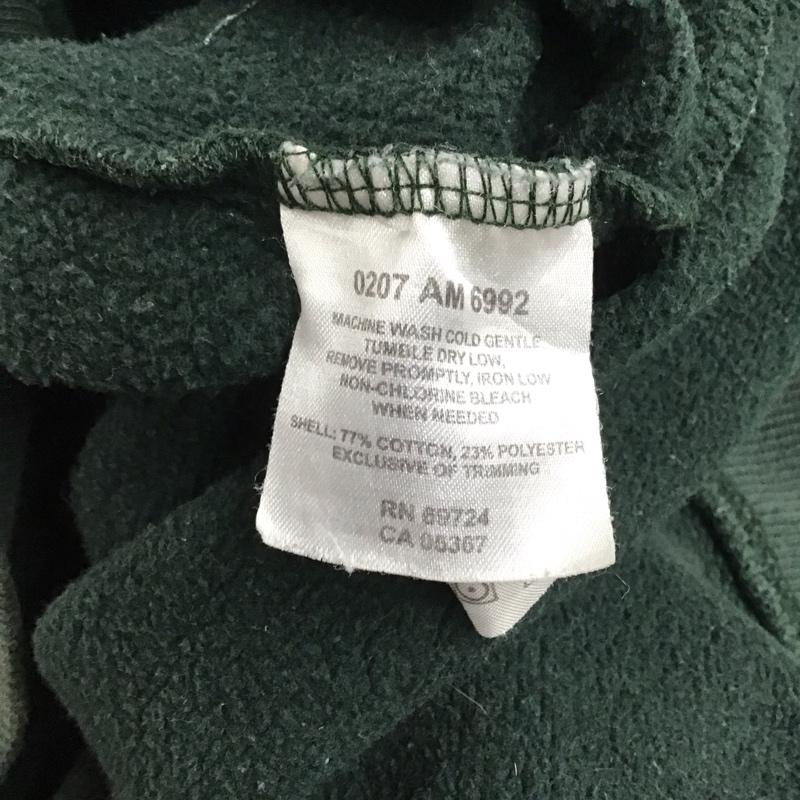 0207 AM 6992
MACHINE WASH COLD GENTLE
TUMBLE DRY LOW,
REMOVE PROMPTLY, IRON LOW
NON-CHLORINE BLEACH
WHEN NEEDED
SHELL: 77% COTTON, 23% POLYESTER
EXCLUSIVE OF TRIMMING
RN 69724
CA 05367